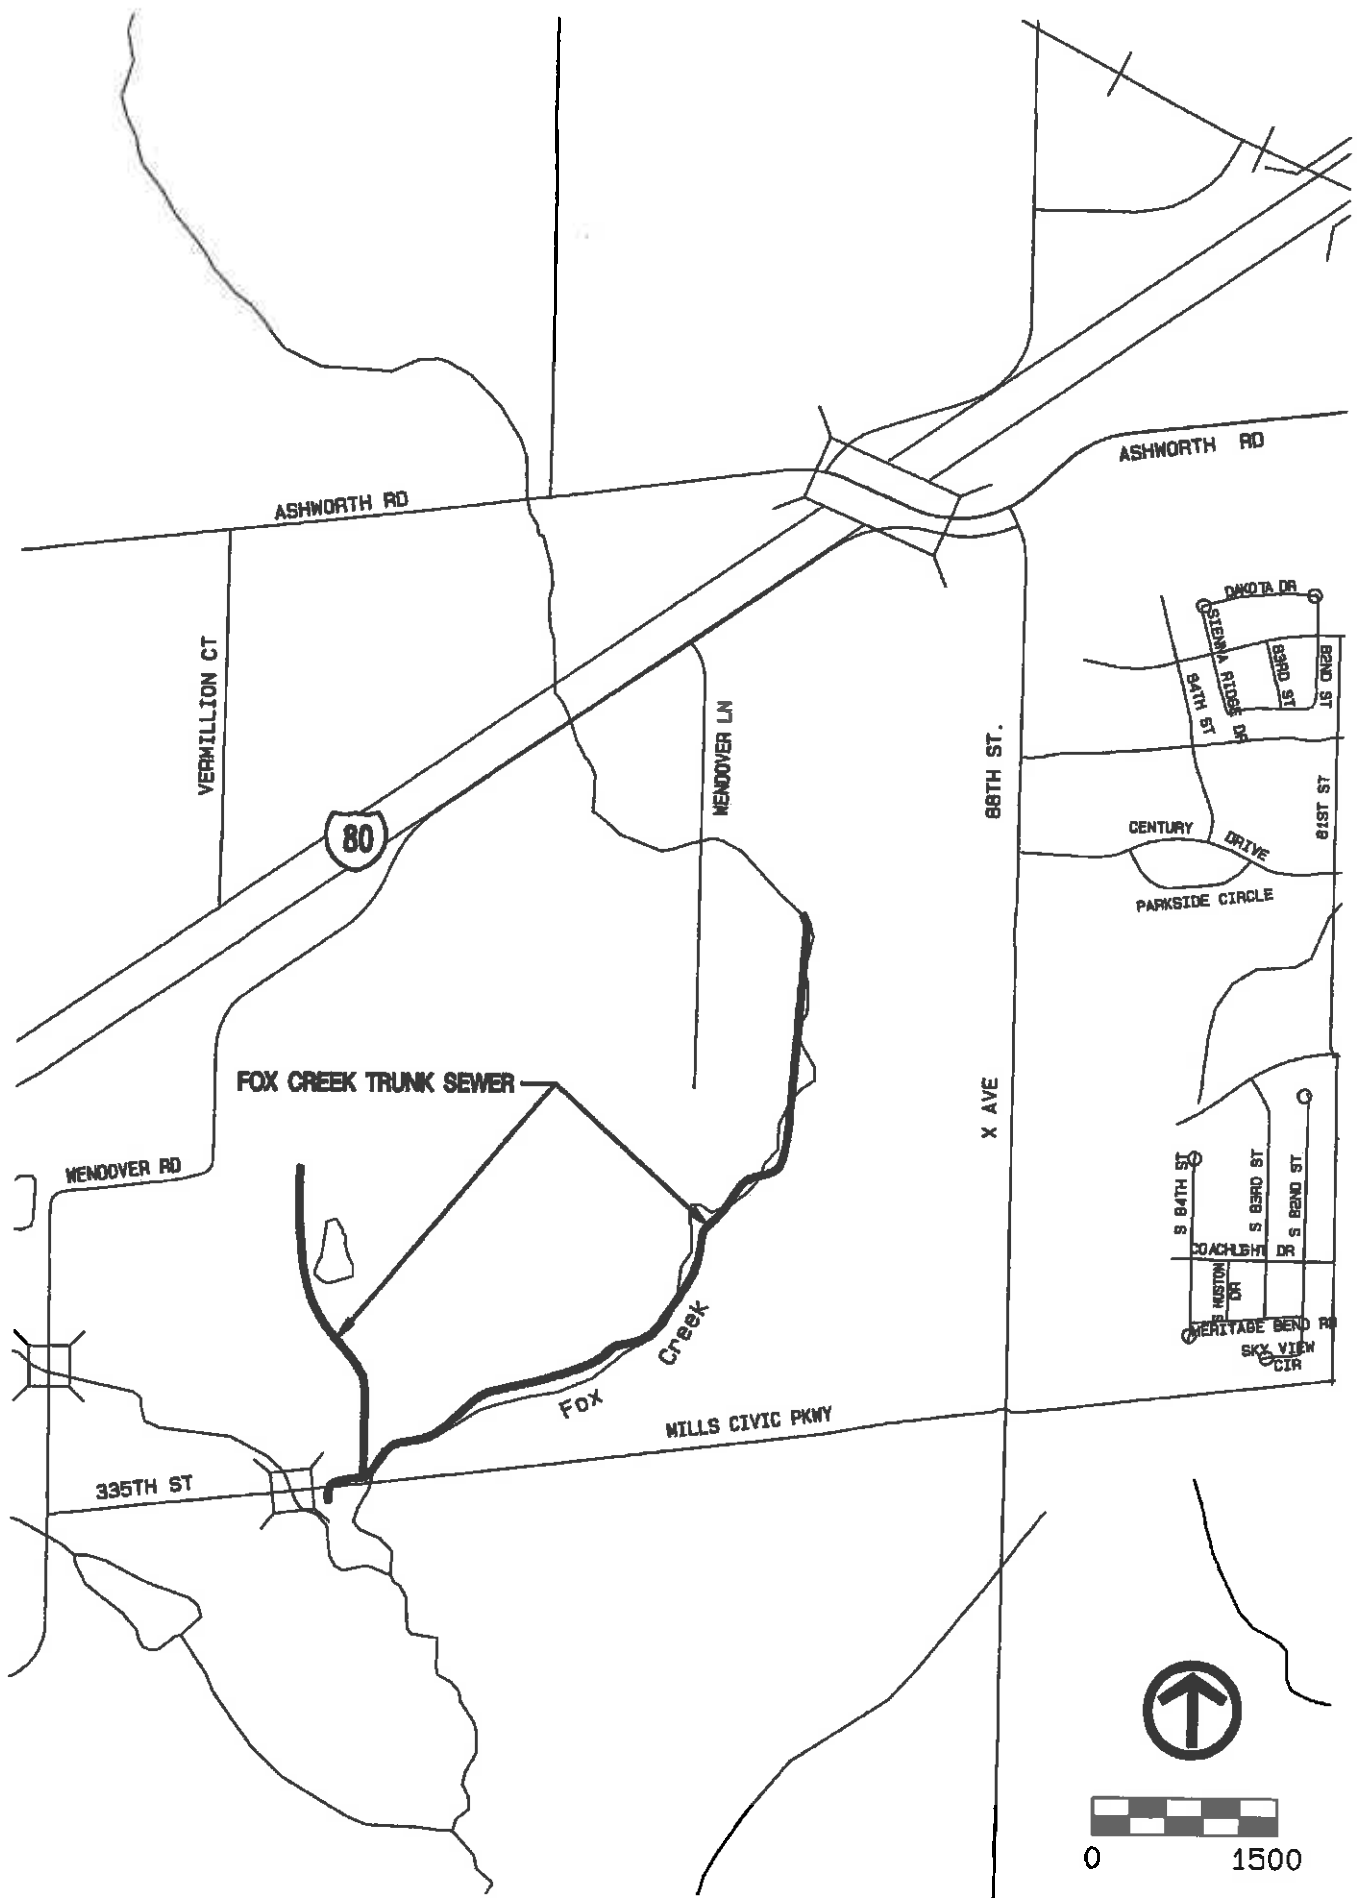 ASHWORTH RD
ASHWORTH RD
DAKOTA DR
SIENNA RIDGE DR
83RD ST
82ND ST
84TH ST
VERMILLION CT
WENDOVER LN
88TH ST.
80
CENTURY DRIVE
81ST ST
PARKSIDE CIRCLE
FOX CREEK TRUNK SEWER
X AVE
WENDOVER RD
S 84TH ST
S 83RD ST
S 82ND ST
COACHLIGHT DR
S HUSTON
DR
HERITAGE BEND RD
SKY VIEW
CIR
Fox Creek
MILLS CIVIC PKWY
335TH ST
0 1500